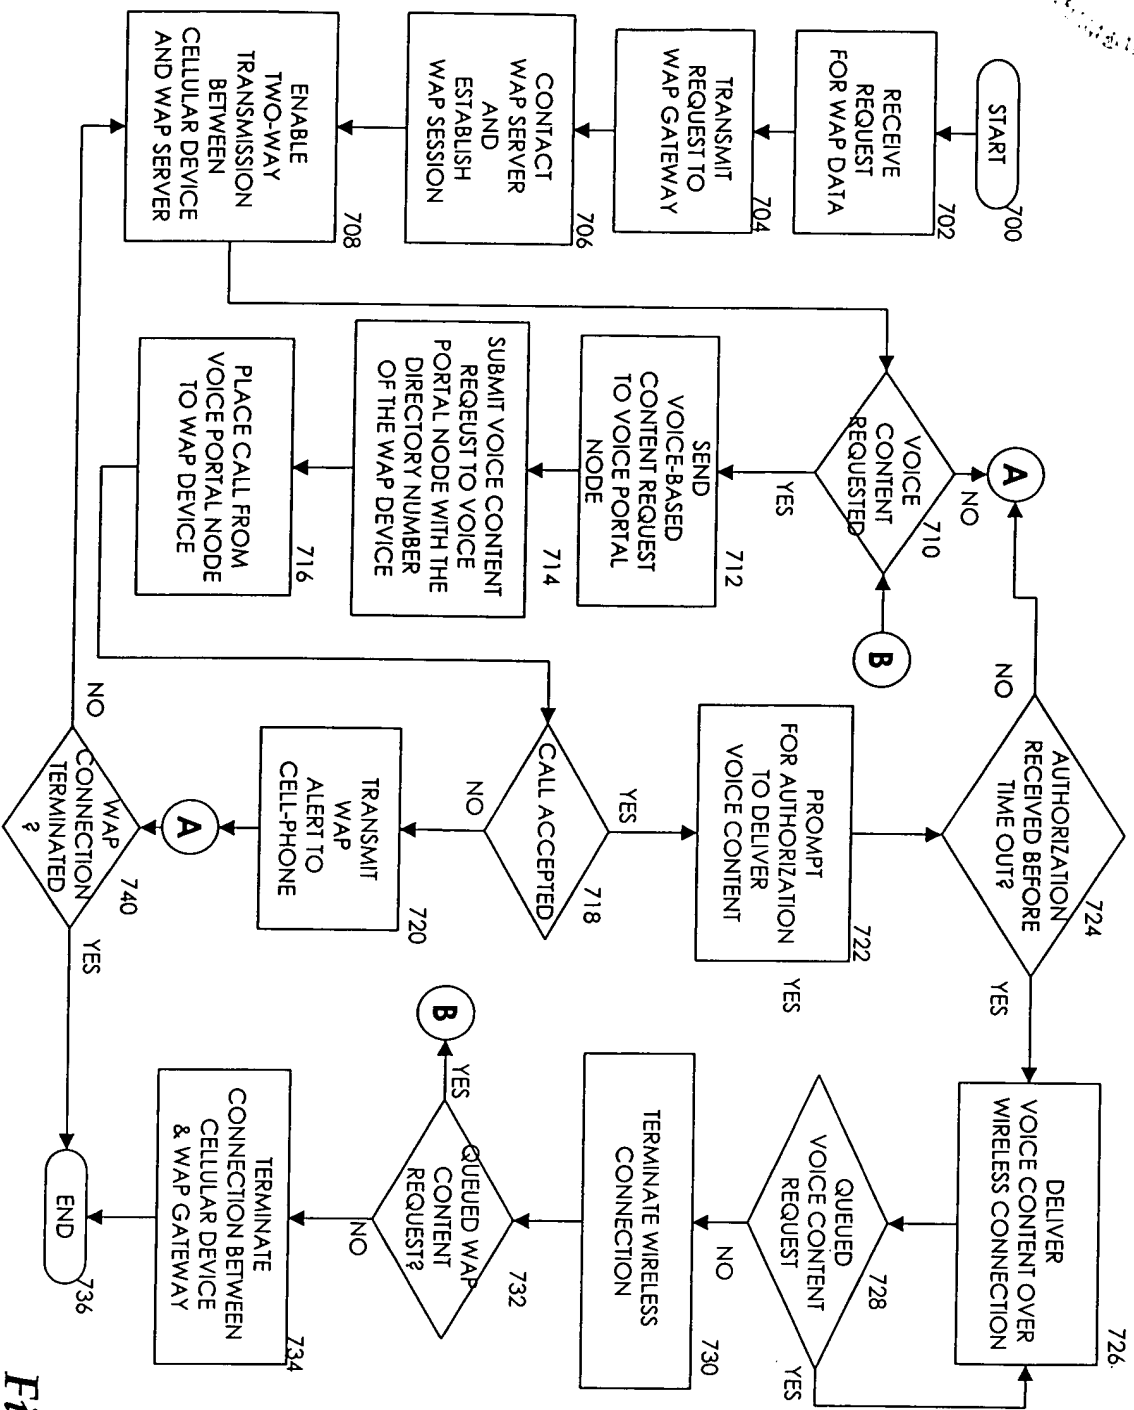 START
700
RECEIVE
REQUEST
FOR WAP DATA
702
TRANSMIT
REQUEST TO
WAP GATEWAY
704
CONTACT
WAP SERVER
AND
ESTABLISH
WAP SESSION
706
ENABLE
TWO-WAY
TRANSMISSION
BETWEEN
CELLULAR DEVICE
AND WAP SERVER
708
A
NO
VOICE
CONTENT
REQUESTED
710
B
YES
SEND
VOICE-BASED
CONTENT REQUEST
TO VOICE PORTAL
NODE
712
SUBMIT VOICE CONTENT
REQEUST TO VOICE
PORTAL NODE WITH THE
DIRECTORY NUMBER
OF THE WAP DEVICE
714
PLACE CALL FROM
VOICE PORTAL NODE
TO WAP DEVICE
716
AUTHORIZATION
RECEIVED BEFORE
TIME OUT?
724
NO
YES
PROMPT
FOR AUTHORIZATION
TO DELIVER
VOICE CONTENT
722
YES
YES
CALL ACCEPTED
718
NO
TRANSMIT
WAP
ALERT TO
CELL-PHONE
720
A
WAP
CONNECTION
TERMINATED
?
740
NO
YES
DELIVER
VOICE CONTENT OVER
WIRELESS CONNECTION
726
QUEUED
VOICE CONTENT
REQUEST
728
YES
NO
TERMINATE WIRELESS
CONNECTION
730
B
YES
QUEUED WAP
CONTENT
REQUEST?
732
NO
TERMINATE
CONNECTION BETWEEN
CELLULAR DEVICE
& WAP GATEWAY
734
END
736